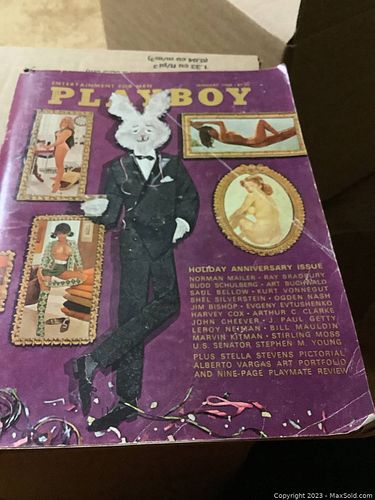 ENTERTAINMENT FOR MEN
PLAYBOY
HOLIDAY ANNIVERSARY ISSUE
NORMAN MAILER • RAY BRADBURY
BUDD SCHULBERG • ART BUCHWALD
SAUL BELLOW • KURT VONNEGUT
SHEL SILVERSTEIN • OGDEN NASH
JIM BISHOP • EVGENY EVTUSHENKO
HARVEY COX • ARTHUR C. CLARKE
JOHN CHEEVER • J. PAUL GETTY
LEROY NEIMAN • BILL MAULDIN
MARVIN KITMAN • STIRLING MOSS
U.S. SENATOR STEPHEN M. YOUNG
PLUS STELLA STEVENS PICTORIAL
ALBERTO VARGAS ART PORTFOLIO
AND NINE-PAGE PLAYMATE REVIEW
Copyright 2023 - MaxSold.com